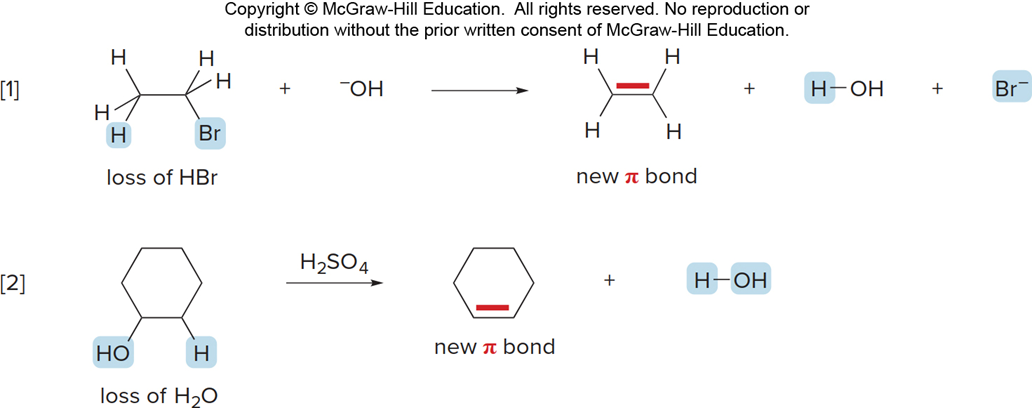 Copyright © McGraw-Hill Education. All rights reserved. No reproduction or
distribution without the prior written consent of McGraw-Hill Education.
[1]
H H
H
H
H Br
+ ⁻OH
H H
H H
+ H–OH + Br⁻
loss of HBr
new π bond
[2]
H₂SO₄
+ H–OH
HO H
new π bond
loss of H₂O